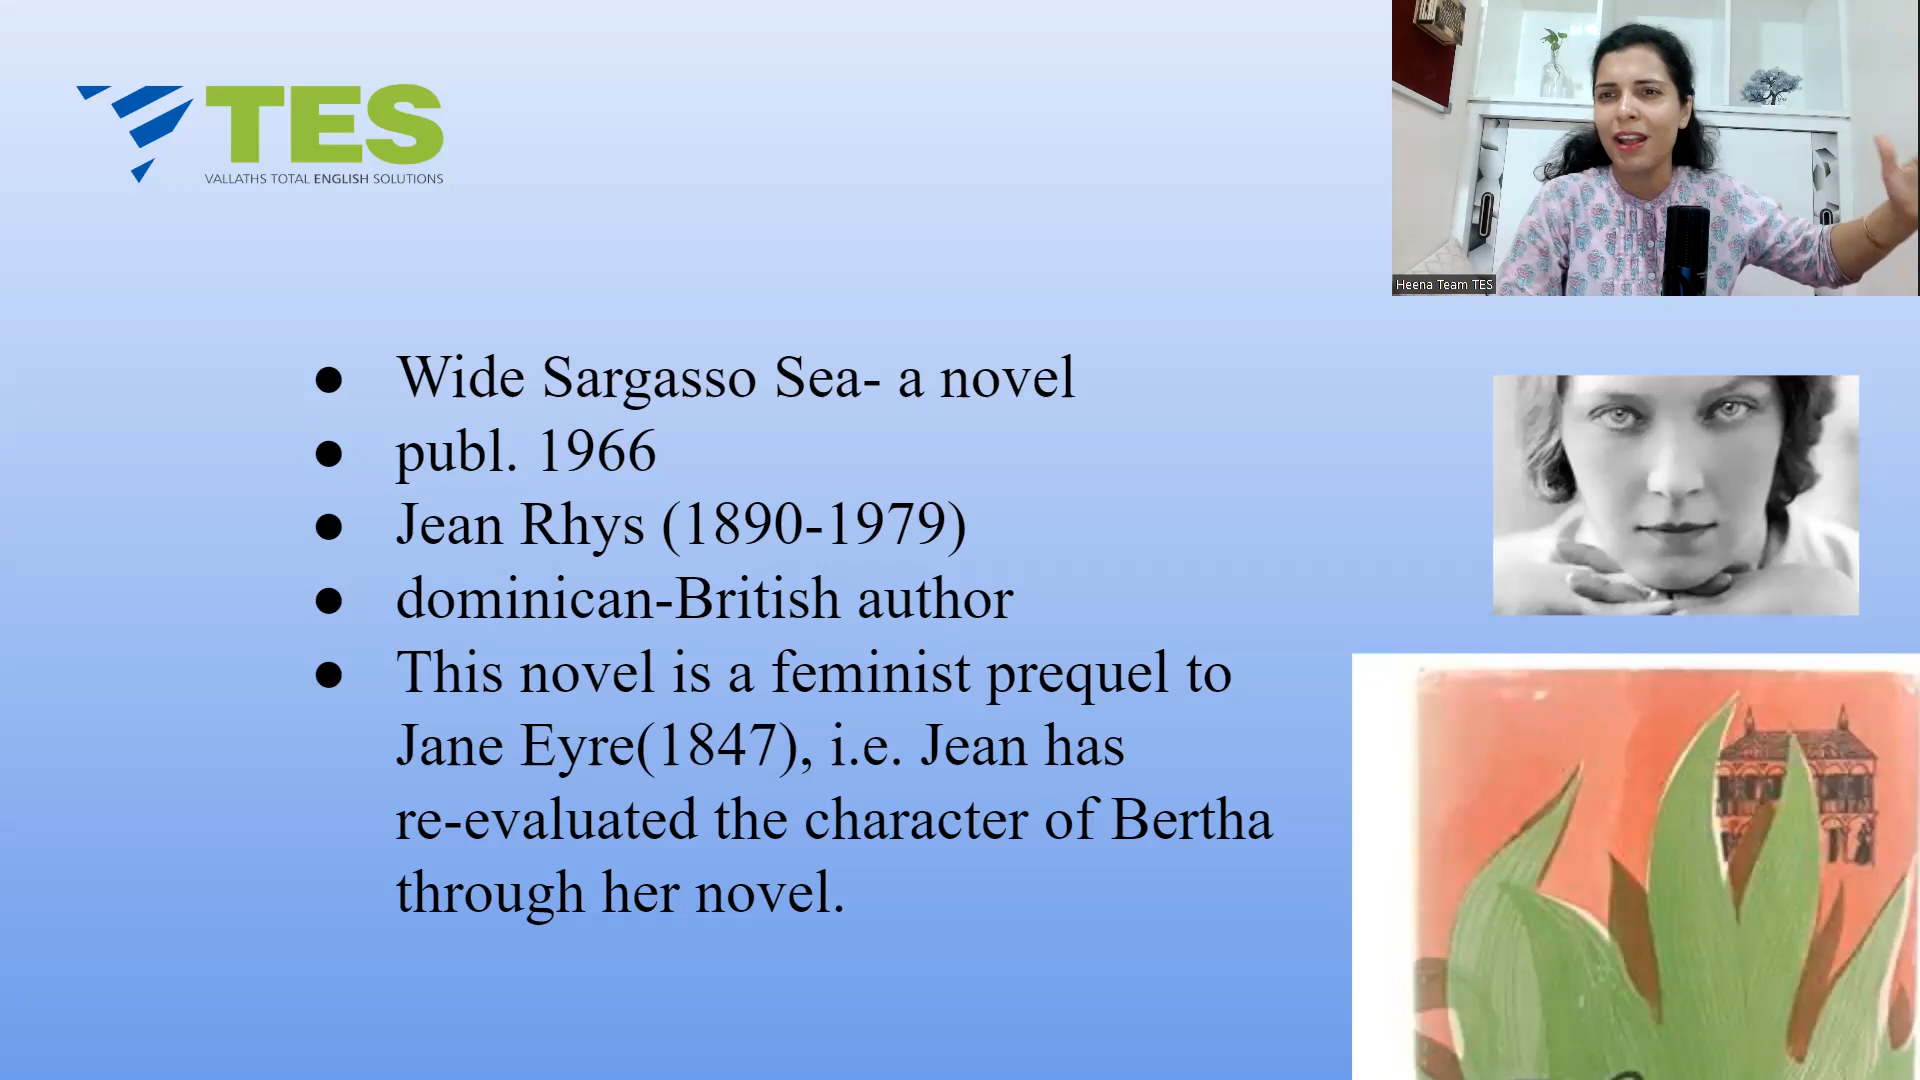 TES
VALLATHS TOTAL ENGLISH SOLUTIONS
Heena Team TES
● Wide Sargasso Sea- a novel
● publ. 1966
● Jean Rhys (1890-1979)
● dominican-British author
● This novel is a feminist prequel to
Jane Eyre(1847), i.e. Jean has
re-evaluated the character of Bertha
through her novel.